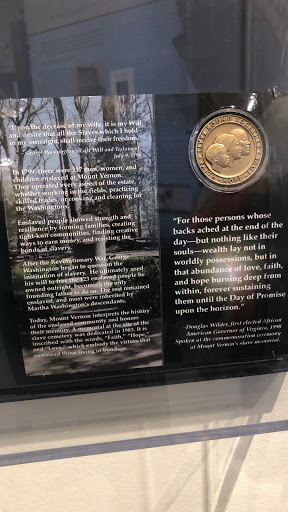 "Upon the decease of my wife, it is my Will
and desire that all the Slaves which I hold
in my own right, shall receive their freedom."
- George Washington's Last Will and Testament
July 9, 1799
In 1799, there were 317 men, women, and
children enslaved at Mount Vernon.
They operated every aspect of the estate,
whether working in the fields, practicing
skilled trades, or cooking and cleaning for
the Washingtons.
Enslaved people showed strength and
resilience by forming families, creating
tight-knit communities, finding creative
ways to earn money, and resisting the
bonds of slavery.
After the Revolutionary War, George
Washington began to question the
institution of slavery. He ultimately used
his will to free the 123 enslaved people he
owned outright, become the only
founding father to do so. The rest remained
enslaved, and most were inherited by
Martha Washington's descendants.
Today, Mount Vernon interprets the history
of the enslaved community and honors
their memory. A memorial at the site of the
slave cemetery was dedicated in 1983. It is
inscribed with the words, "Faith," "Hope,"
and "Love," which embody the virtues that
sustained those living in bondage.
"For those persons whose
backs ached at the end of the
day—but nothing like their
souls—wealth lay not in
worldly possessions, but in
that abundance of love, faith,
and hope burning deep from
within, forever sustaining
them until the Day of Promise
upon the horizon."
-Douglas Wilder, first elected African
American Governor of Virginia, 1990
Spoken at the commemoration ceremony
at Mount Vernon's slave memorial.